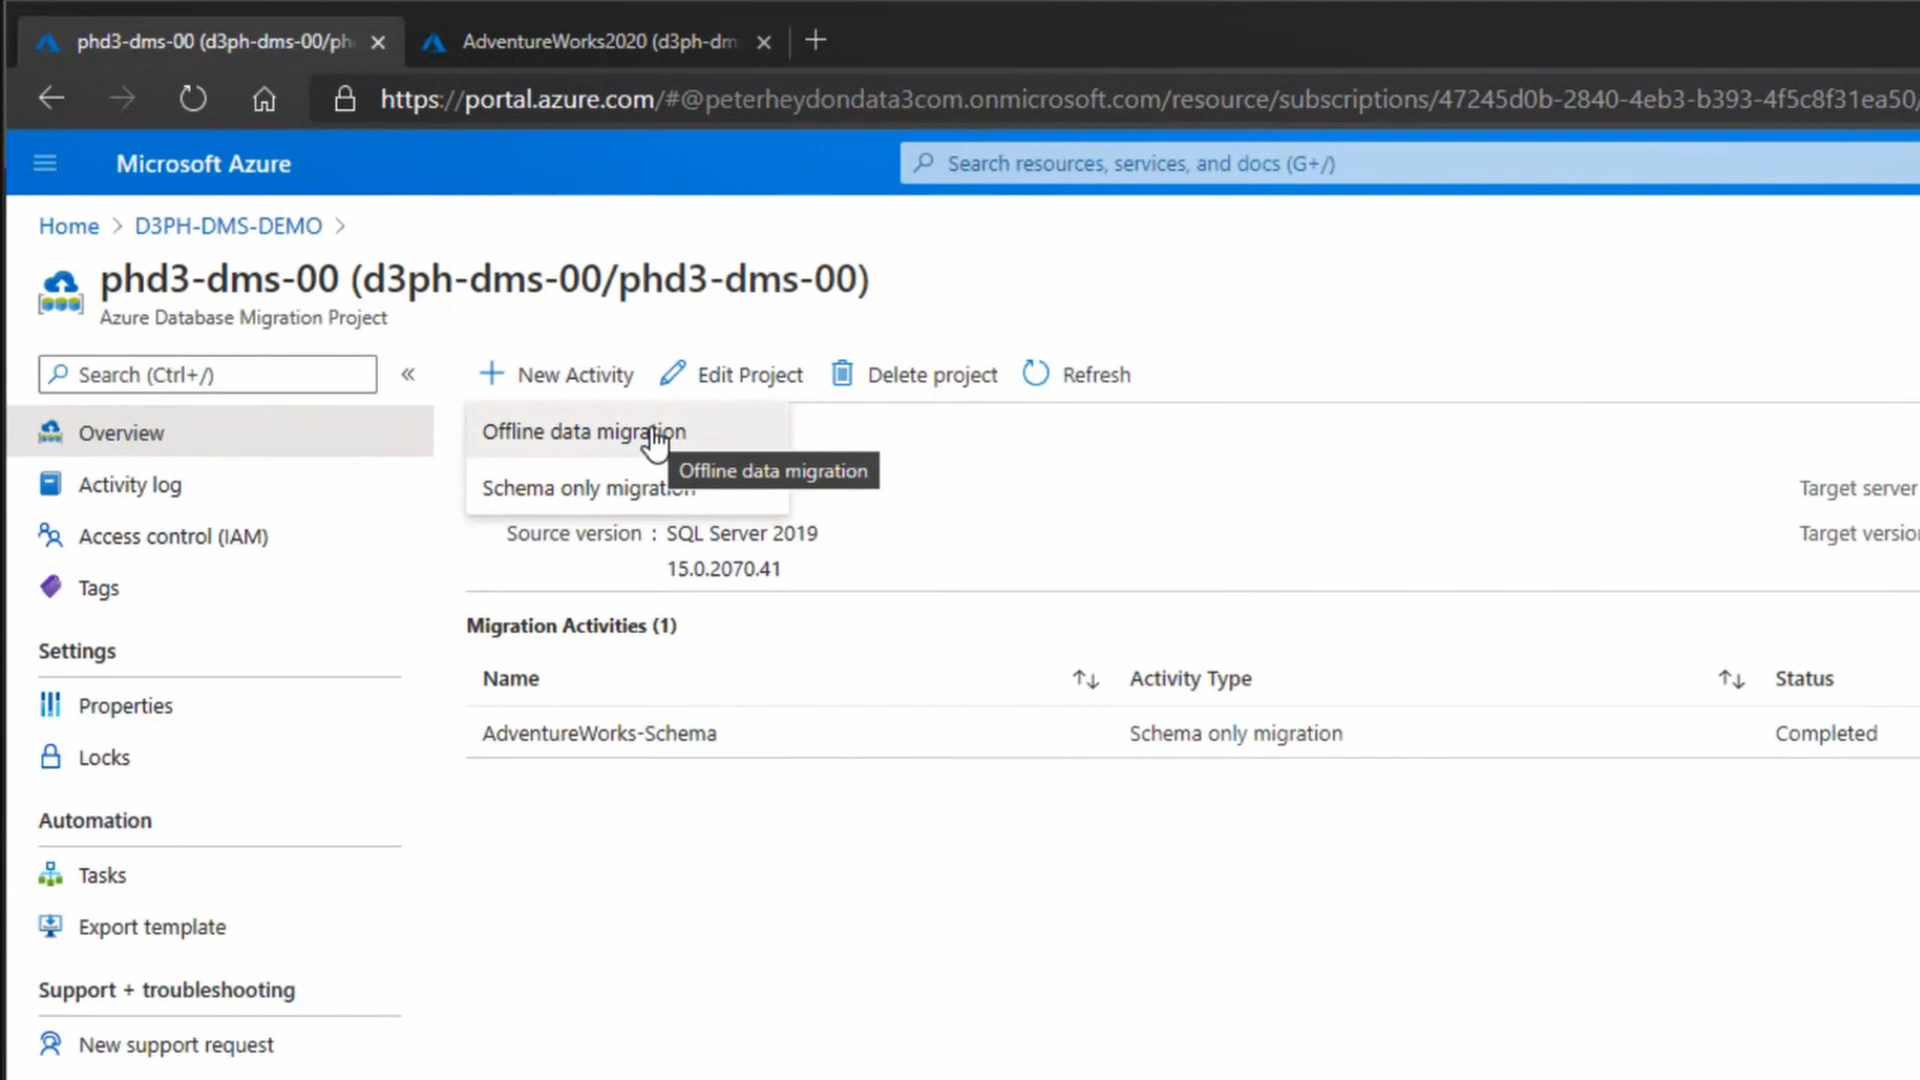 phd3-dms-00 (d3ph-dms-00/ph
AdventureWorks2020 (d3ph-dm
https://portal.azure.com/#@peterheydondata3com.onmicrosoft.com/resource/subscriptions/47245d0b-2840-4eb3-b393-4f5c8f31ea50/
Microsoft Azure
Search resources, services, and docs (G+/)
Home > D3PH-DMS-DEMO >
phd3-dms-00 (d3ph-dms-00/phd3-dms-00)
Azure Database Migration Project
Search (Ctrl+/)
«
New Activity
Edit Project
Delete project
Refresh
Overview
Activity log
Access control (IAM)
Tags
Settings
Properties
Locks
Automation
Tasks
Export template
Support + troubleshooting
New support request
Offline data migration
Offline data migration
Schema only migration
Source version : SQL Server 2019
15.0.2070.41
Target server
Target version
Migration Activities (1)
Name
Activity Type
Status
AdventureWorks-Schema
Schema only migration
Completed